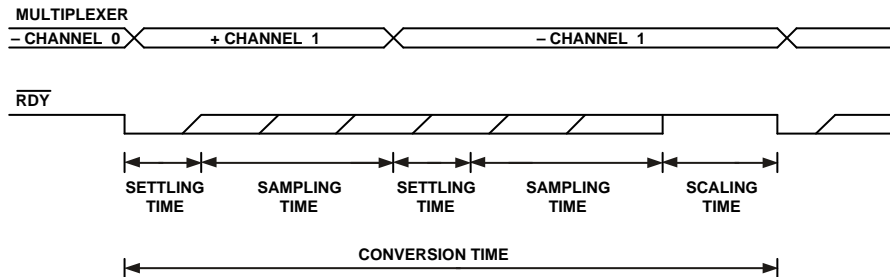 MULTIPLEXER
– CHANNEL 0 + CHANNEL 1 – CHANNEL 1
RDY
SETTLING TIME
SAMPLING TIME
SETTLING TIME
SAMPLING TIME
SCALING TIME
CONVERSION TIME